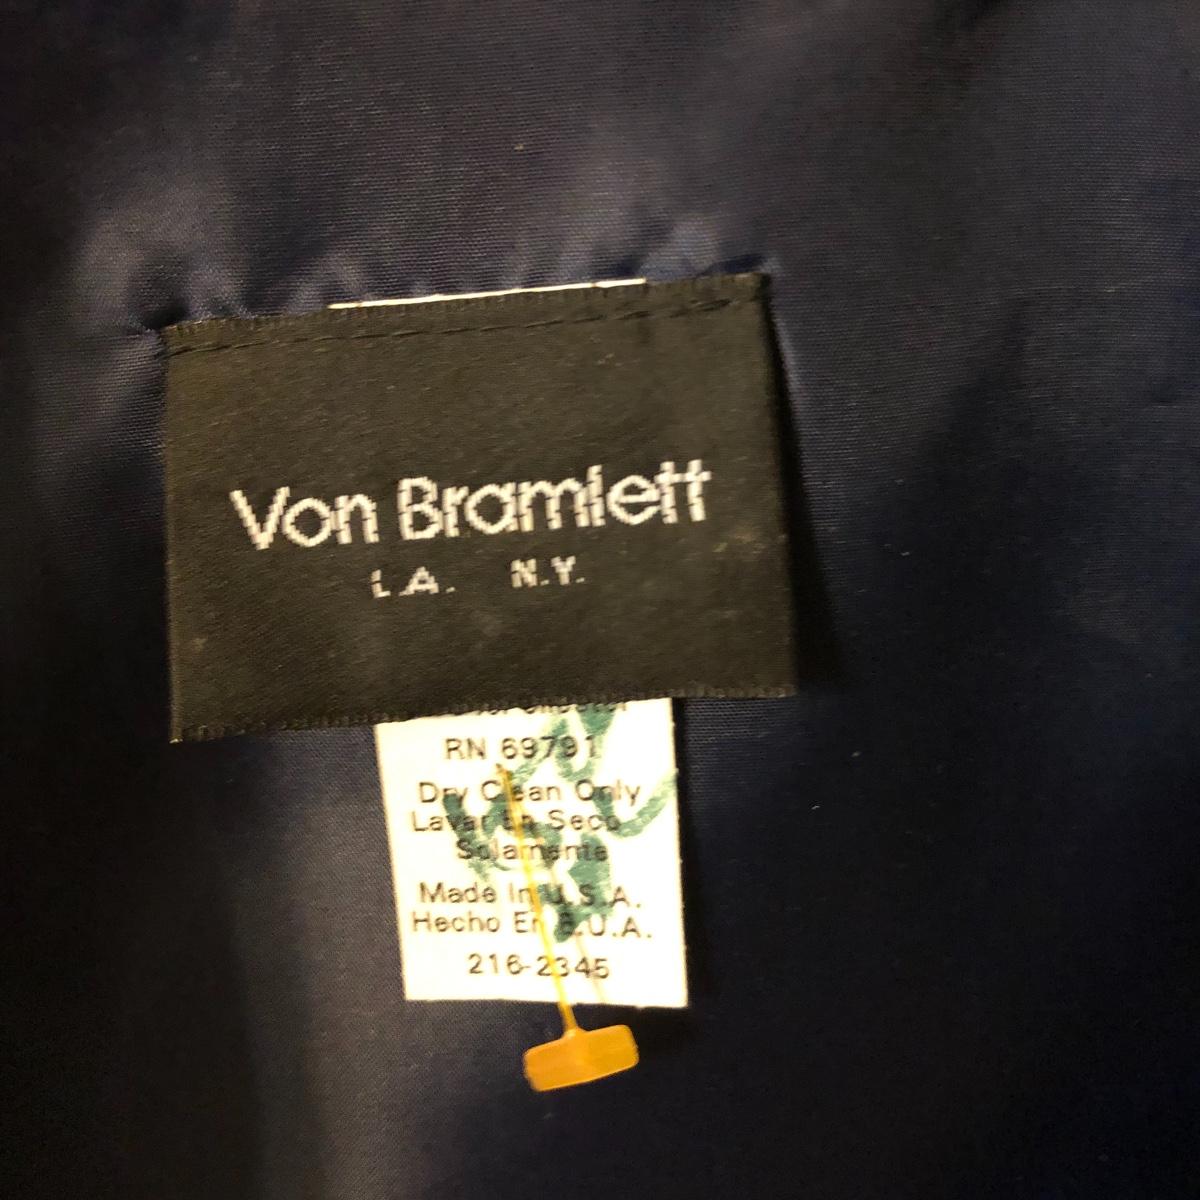 Von Bramlett
L.A. N.Y.
RN 69791
Dry Clean Only
Lavar En Seco
Solamente
Made In U.S.A.
Hecho En E.U.A.
216-2345